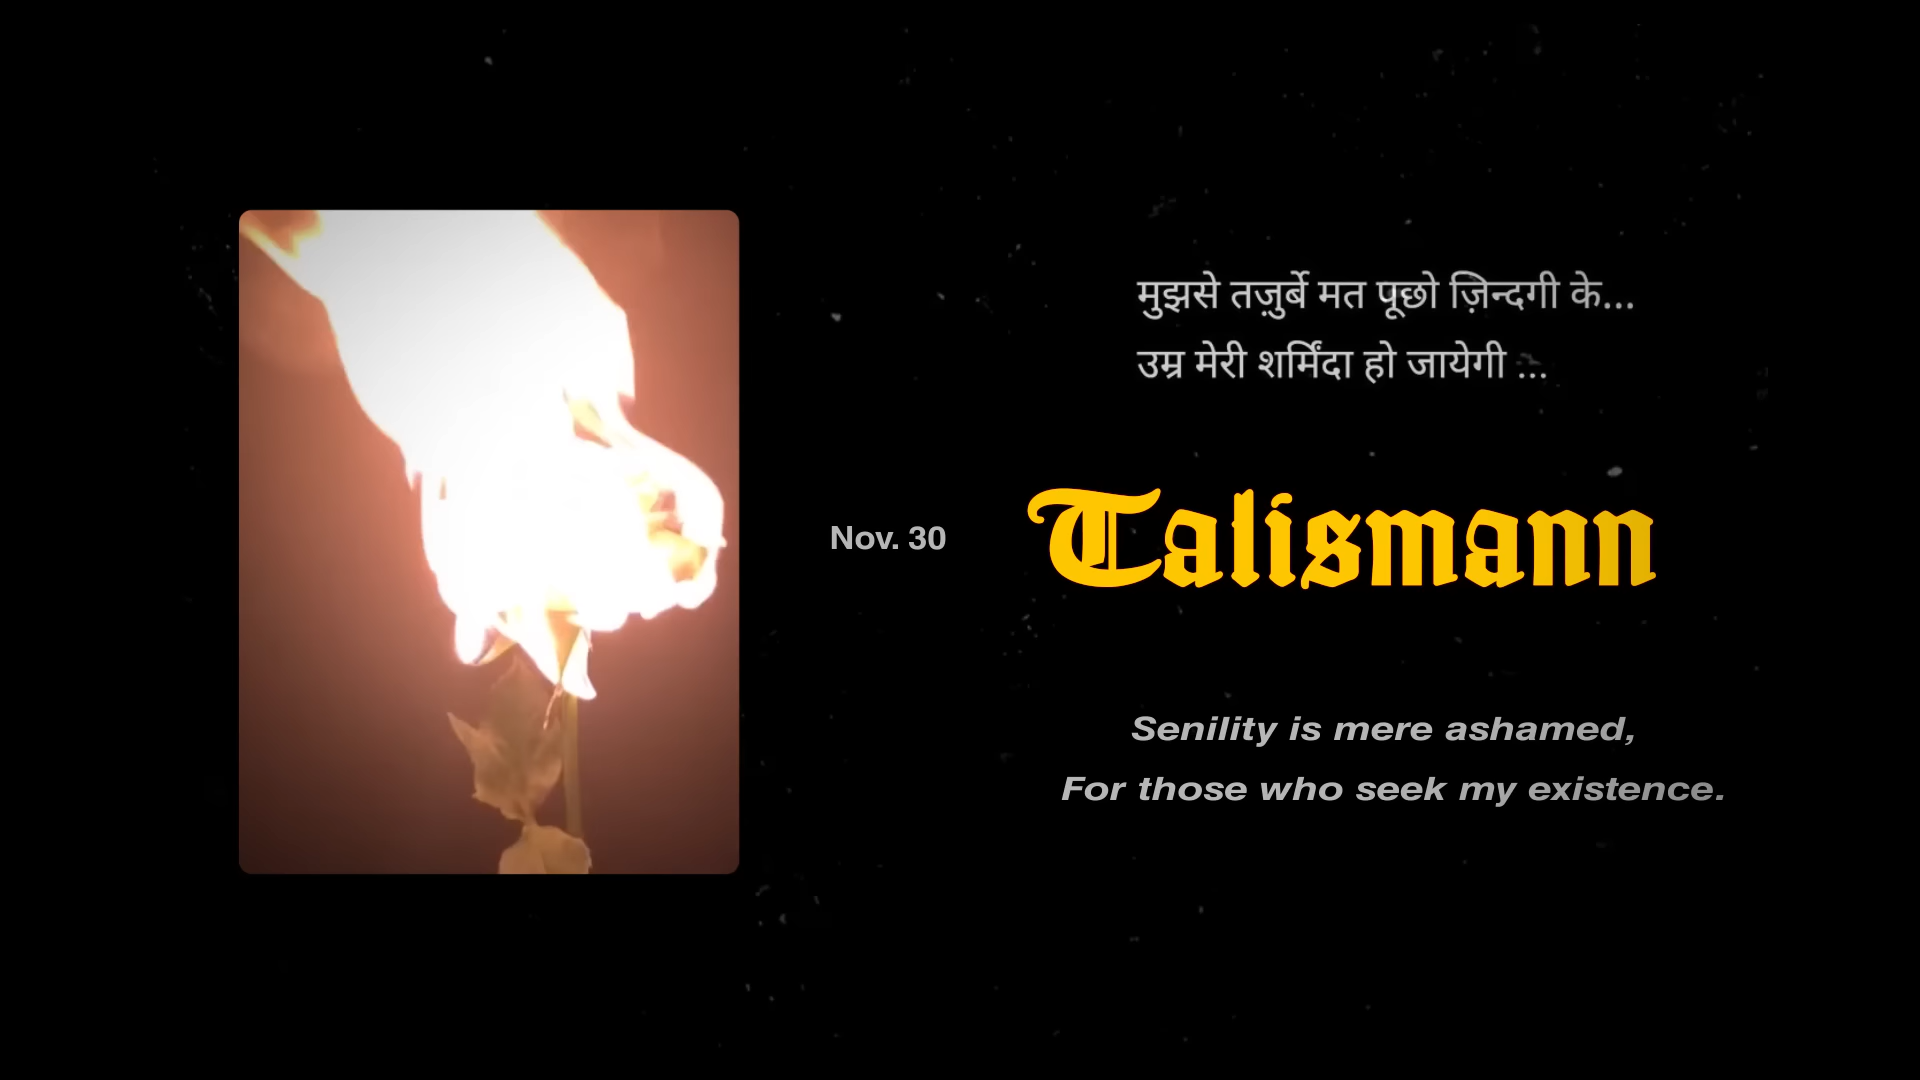 मुझसे तज़ुर्बे मत पूछो ज़िन्दगी के...
उम्र मेरी शर्मिंदा हो जायेगी ...
Nov. 30
Talismann
Senility is mere ashamed,
For those who seek my existence.